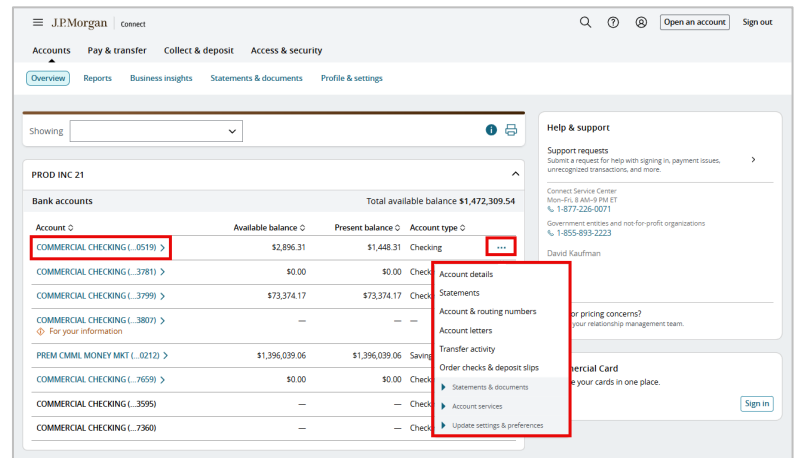 J.P.Morgan | Connect
Open an account
Sign out
Accounts Pay & transfer Collect & deposit Access & security
Overview Reports Business insights Statements & documents Profile & settings
Showing
PROD INC 21
Bank accounts Total available balance $1,472,309.54
Account Available balance Present balance Account type
COMMERCIAL CHECKING (...0519) $2,896.31 $1,448.31 Checking ...
COMMERCIAL CHECKING (...3781) $0.00 $0.00 Check
COMMERCIAL CHECKING (...3799) $73,374.17 $73,374.17 Check
COMMERCIAL CHECKING (...3807) — — —
For your information
PREM CMML MONEY MKT (...0212) $1,396,039.06 $1,396,039.06 Saving
COMMERCIAL CHECKING (...7659) $0.00 $0.00 Check
COMMERCIAL CHECKING (...3595) — — Check
COMMERCIAL CHECKING (...7360) — — Check
Account details
Statements
Account & routing numbers
Account letters
Transfer activity
Order checks & deposit slips
Statements & documents
Account services
Update settings & preferences
Help & support
Support requests
Submit a request for help with signing in, payment issues,
unrecognized transactions, and more.
Connect Service Center
Mon–Fri, 8 AM–9 PM ET
1-877-226-0071
Government entities and not-for-profit organizations
1-855-893-2223
David Kaufman
or pricing concerns?
your relationship management team.
ercial Card
e your cards in one place.
Sign in